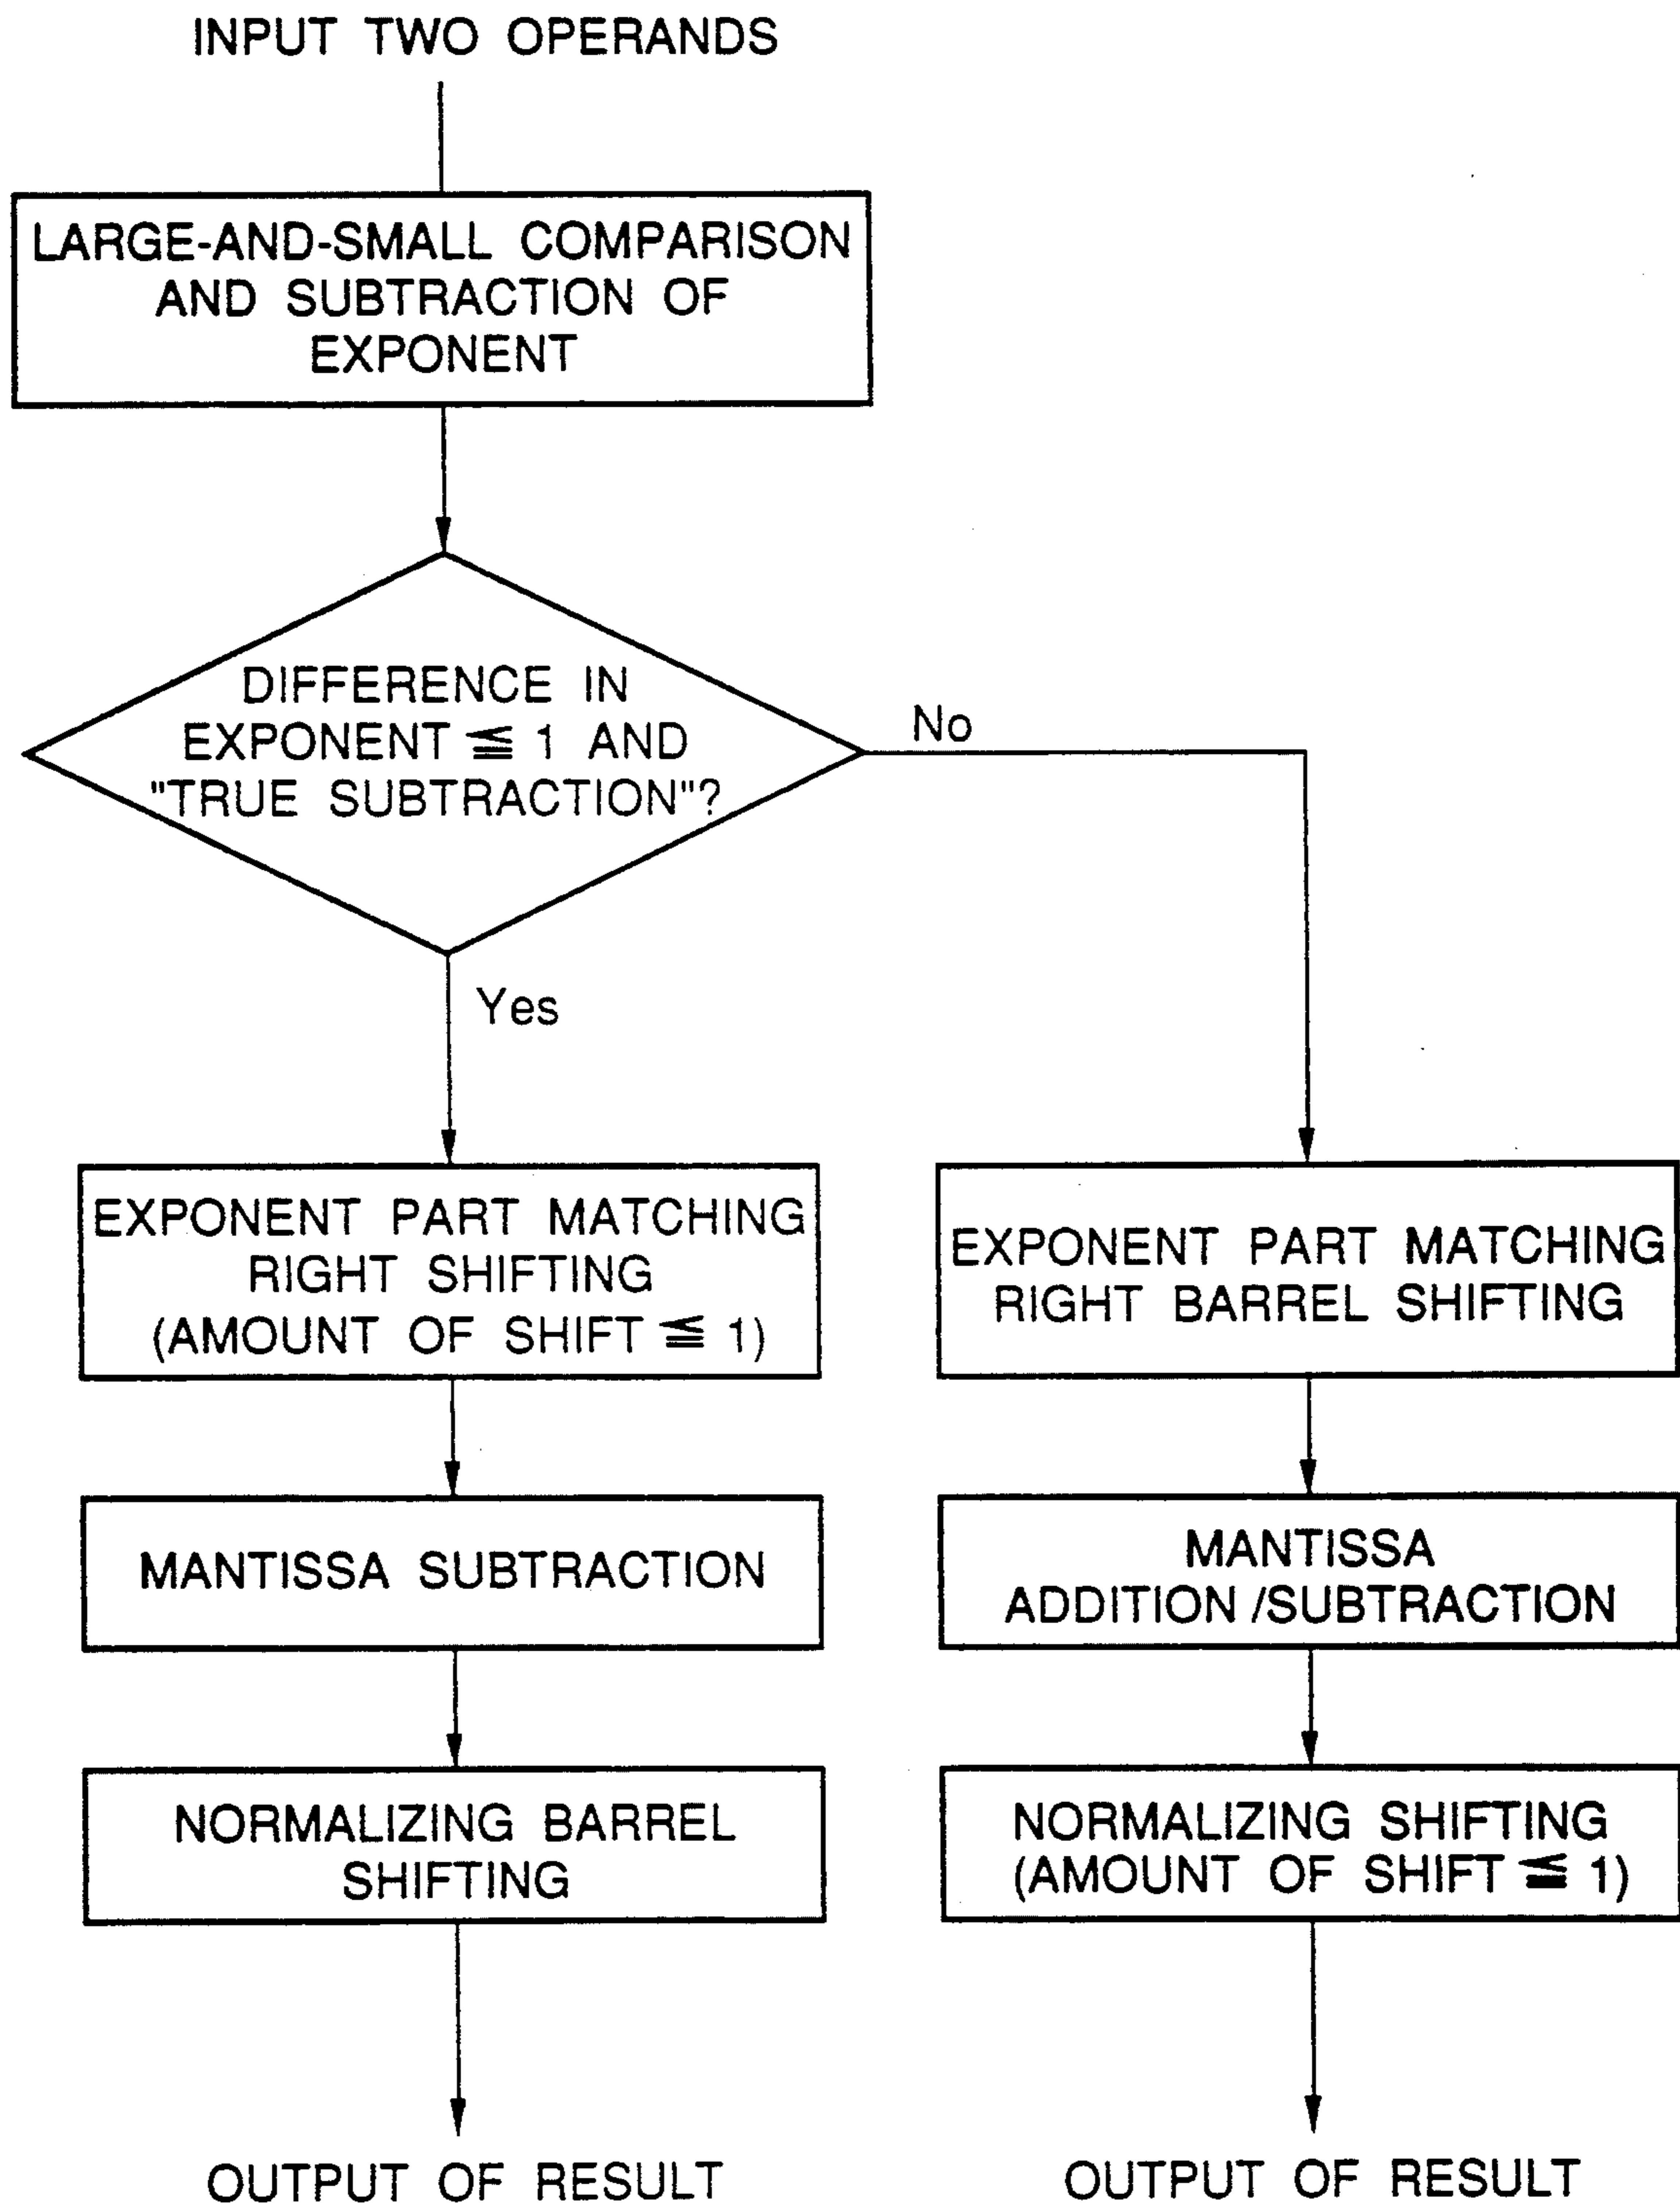 INPUT TWO OPERANDS
LARGE-AND-SMALL COMPARISON
AND SUBTRACTION OF
EXPONENT
DIFFERENCE IN
EXPONENT ≦ 1 AND
"TRUE SUBTRACTION"?
No
Yes
EXPONENT PART MATCHING
RIGHT SHIFTING
(AMOUNT OF SHIFT ≦ 1)
EXPONENT PART MATCHING
RIGHT BARREL SHIFTING
MANTISSA SUBTRACTION
MANTISSA
ADDITION /SUBTRACTION
NORMALIZING BARREL
SHIFTING
NORMALIZING SHIFTING
(AMOUNT OF SHIFT ≦ 1)
OUTPUT OF RESULT
OUTPUT OF RESULT